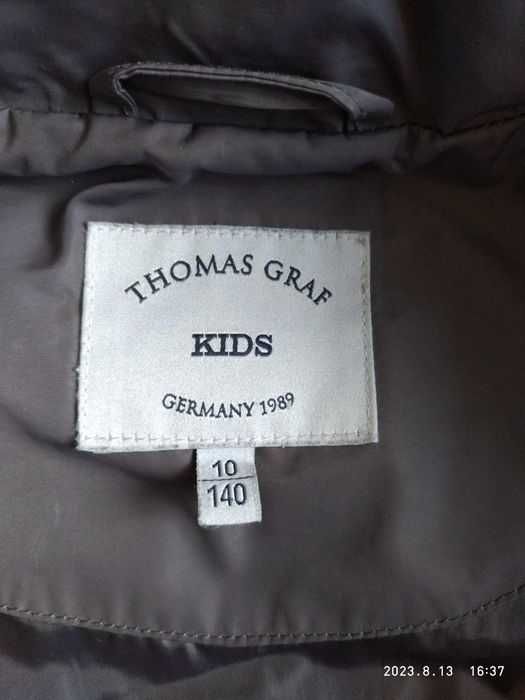 THOMAS GRAF
KIDS
GERMANY 1989
10
140
2023.8.13 16:37